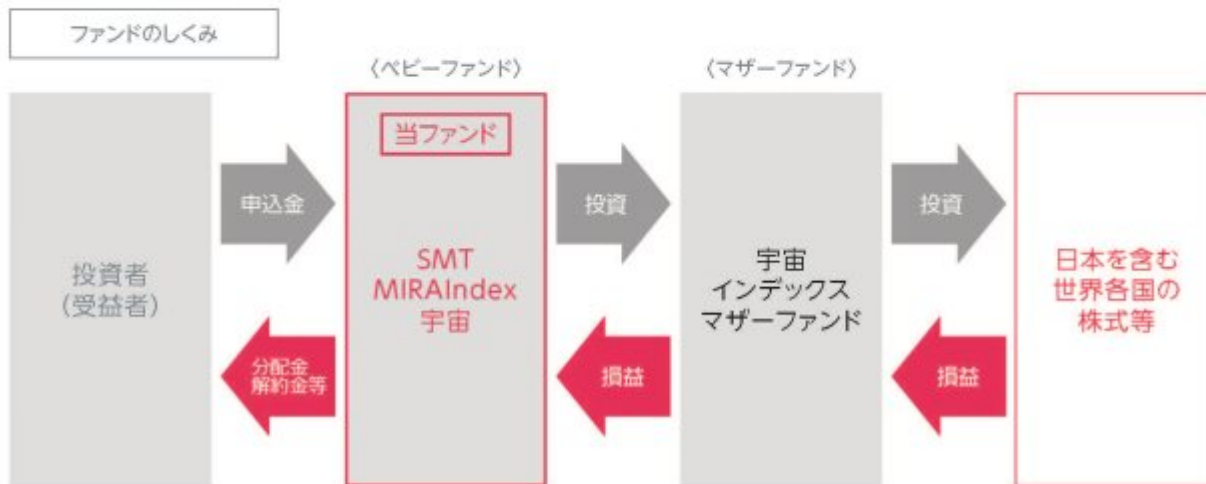 ファンドのしくみ
〈ベビーファンド〉
〈マザーファンド〉
投資者
(受益者)
申込金
分配金
解約金等
当ファンド
SMT
MIRAIndex
宇宙
投資
損益
宇宙
インデックス
マザーファンド
投資
損益
日本を含む
世界各国の
株式等